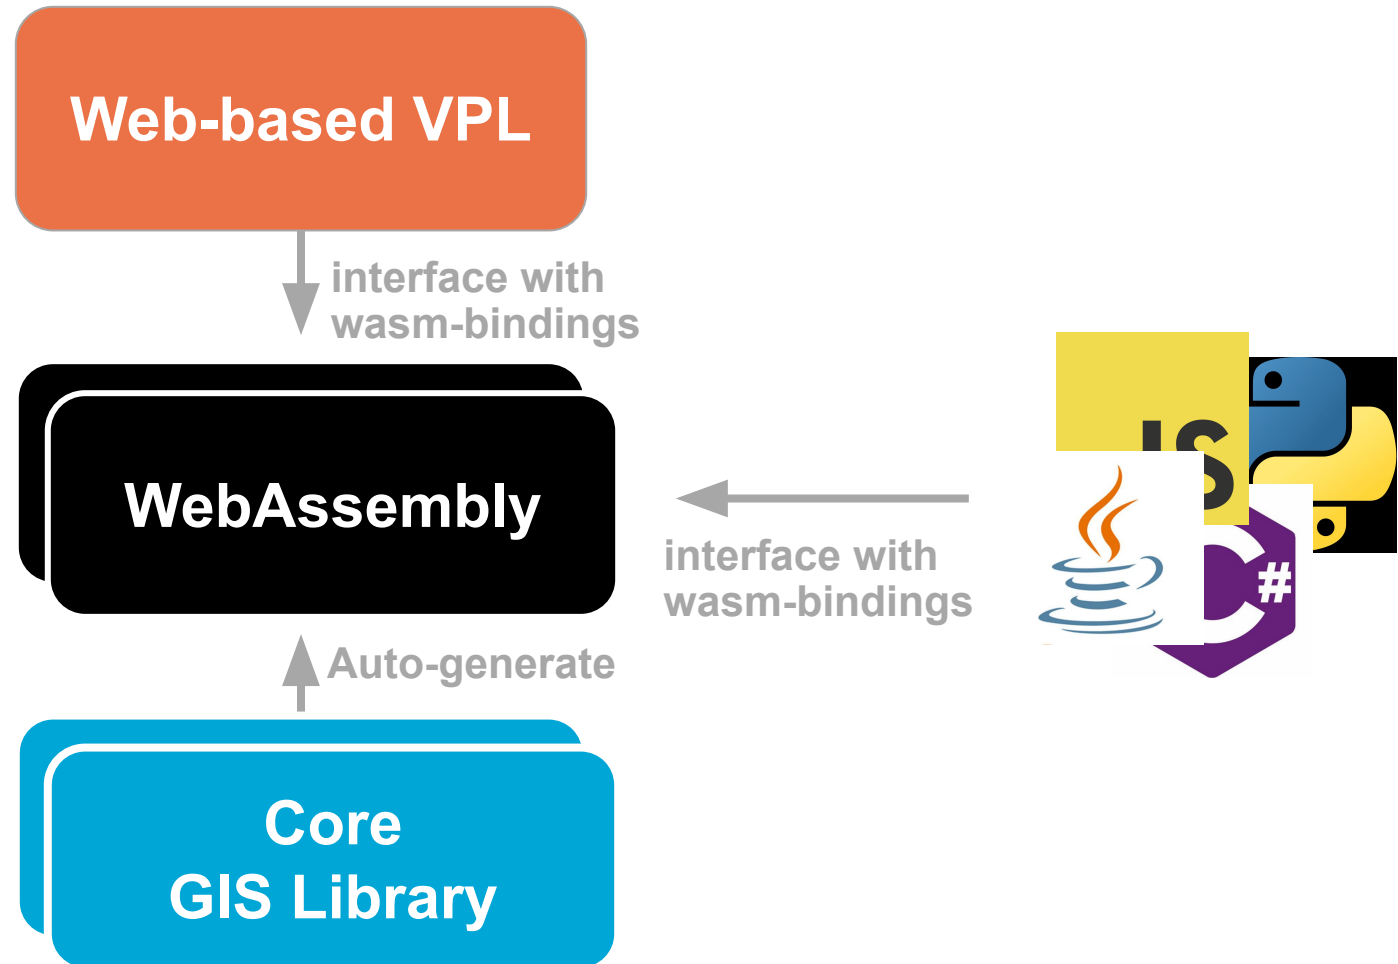 Web-based VPL
interface with
wasm-bindings
WebAssembly
JS
interface with
wasm-bindings
C#
Auto-generate
Core
GIS Library